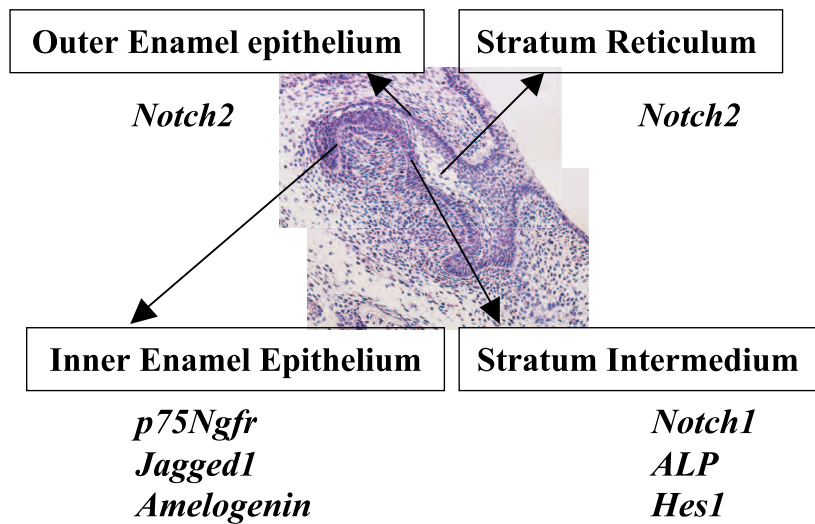 Outer Enamel epithelium
Stratum Reticulum
Notch2
Notch2
Inner Enamel Epithelium
Stratum Intermedium
p75Ngfr
Notch1
Jagged1
ALP
Amelogenin
Hes1